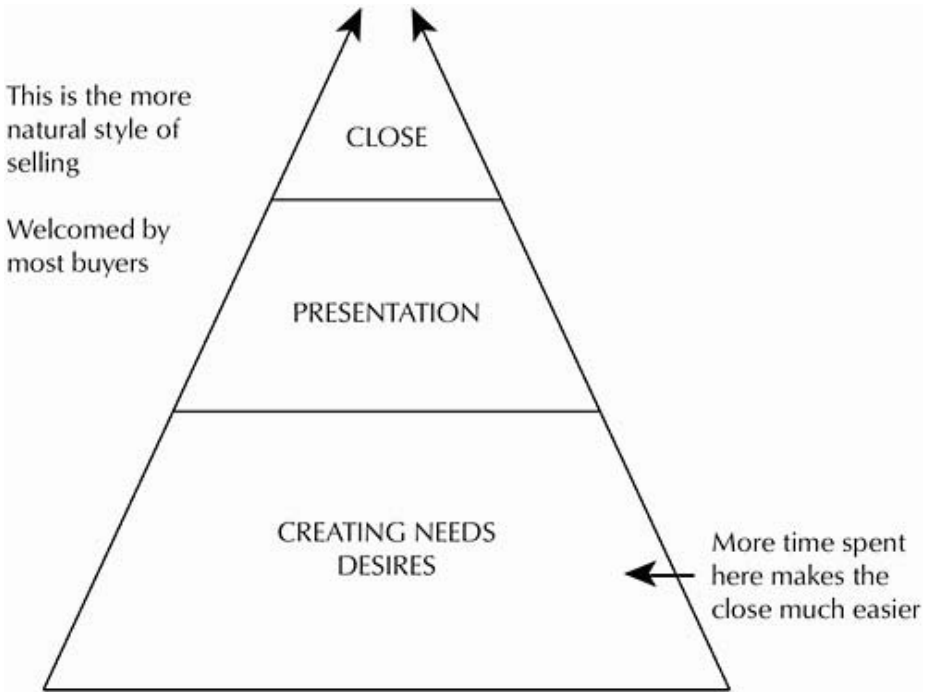 This is the more
natural style of
selling
Welcomed by
most buyers
CLOSE
PRESENTATION
CREATING NEEDS
DESIRES
More time spent
here makes the
close much easier